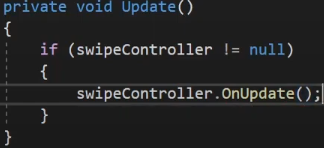 private void Update()
{
    if (swipeController != null)
    {
        swipeController.OnUpdate();
    }
}